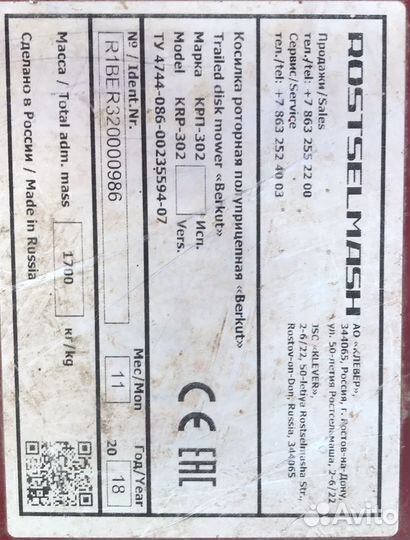 ROSTSELMASH
Продажи/Sales
тел./tel: +7 863 255 22 00
Сервис/Service
тел./tel: +7 863 252 40 03
АО «КЛЕВЕР»,
344065, Россия, г. Ростов-на-Дону,
ул. 50-летия Ростсельмаша, 2-6/22
JSC «KLEVER»,
2-6/22, 50-letiya Rostselmasha Str.,
Rostov-on-Don, Russia, 344065
Косилка роторная полуприцепная «Berkut»
Trailed disk mower «Berkut»
Марка КРП-302 Исп.
Model KRP-302 Vers.
ТУ 4744-086-00235594-07
CE EAC
Nº / Ident.Nr. Мес/Mon Год/Year
R1BER320000986 11 20 18
Масса / Total adm. mass 1700 кг/kg
Сделано в России / Made in Russia
Avito